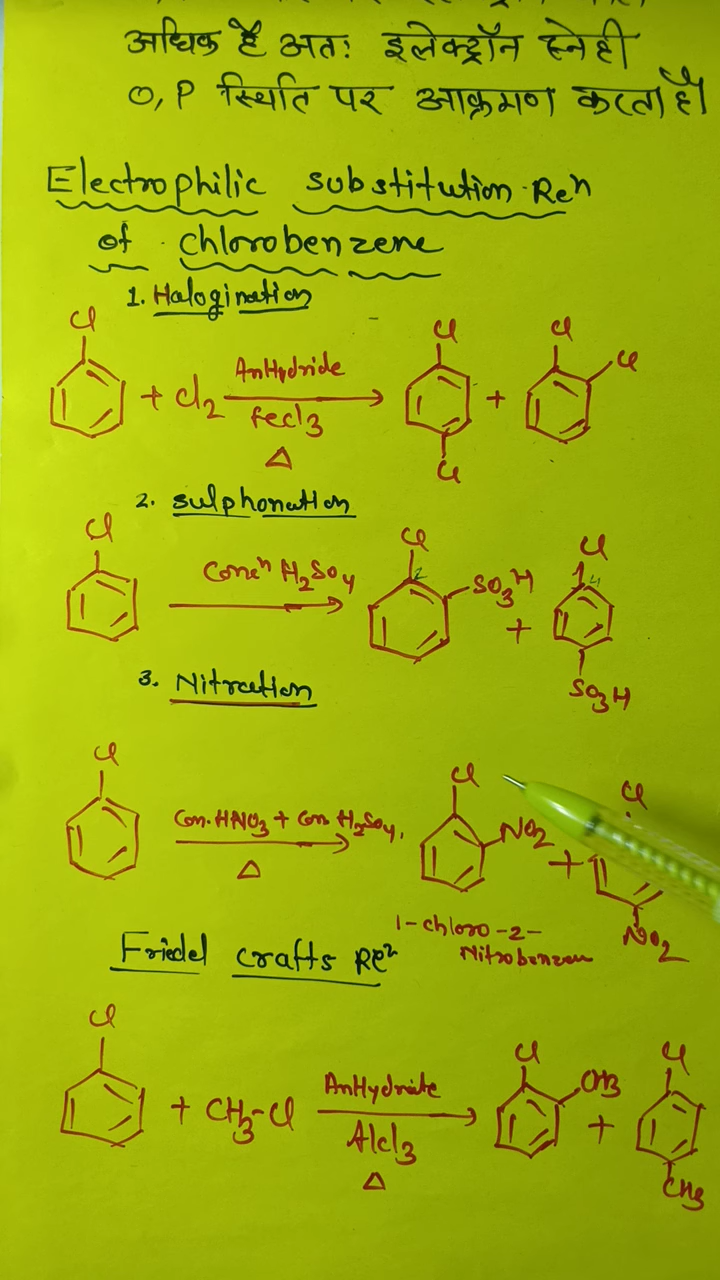 अधिक है अतः इलेक्ट्रॉन स्नेही
O, P स्थिति पर आक्रमण करता है।
Electrophilic substitution Reⁿ
of chlorobenzene
1. Halogination
Cl
Cl
Cl
Cl
+ Cl2
AnHydride
FeCl3
Δ
+
Cl
2. sulphonation
Cl
Concⁿ H2SO4
Cl
SO3H
+
Cl
SO3H
3. Nitration
Cl
Con. HNO3 + Con H2SO4
Δ
Cl
NO2
+
Cl
NO2
1-chloro-2-
Nitrobenzene
Friedel crafts Reⁿ
Cl
+ CH3-Cl
AnHydrite
AlCl3
Δ
Cl
CH3
+
Cl
CH3